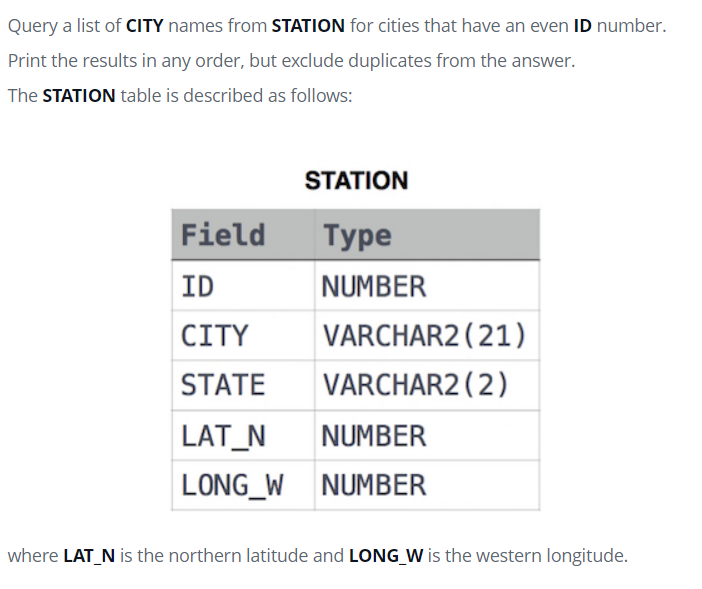 Query a list of CITY names from STATION for cities that have an even ID number.
Print the results in any order, but exclude duplicates from the answer.
The STATION table is described as follows:
STATION
Field Type
ID NUMBER
CITY VARCHAR2(21)
STATE VARCHAR2(2)
LAT_N NUMBER
LONG_W NUMBER
where LAT_N is the northern latitude and LONG_W is the western longitude.